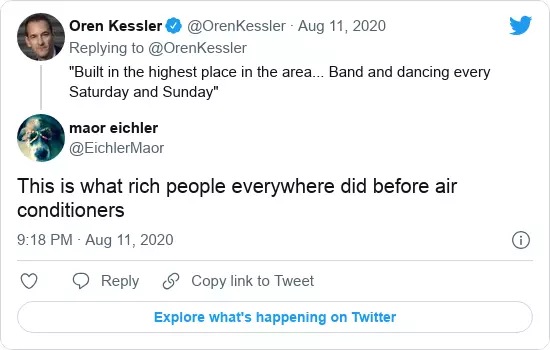 Oren Kessler @OrenKessler · Aug 11, 2020
Replying to @OrenKessler
"Built in the highest place in the area... Band and dancing every
Saturday and Sunday"
maor eichler
@EichlerMaor
This is what rich people everywhere did before air
conditioners
9:18 PM · Aug 11, 2020
Reply
Copy link to Tweet
Explore what's happening on Twitter